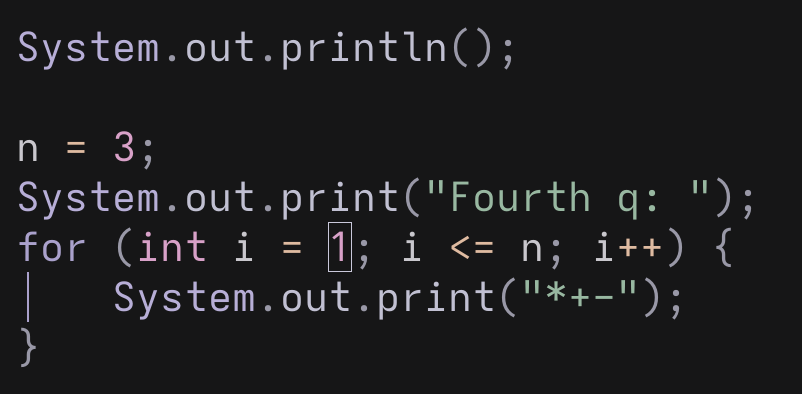 System.out.println();

n = 3;
System.out.print("Fourth q: ");
for (int i = 1; i <= n; i++) {
    System.out.print("*+-");
}